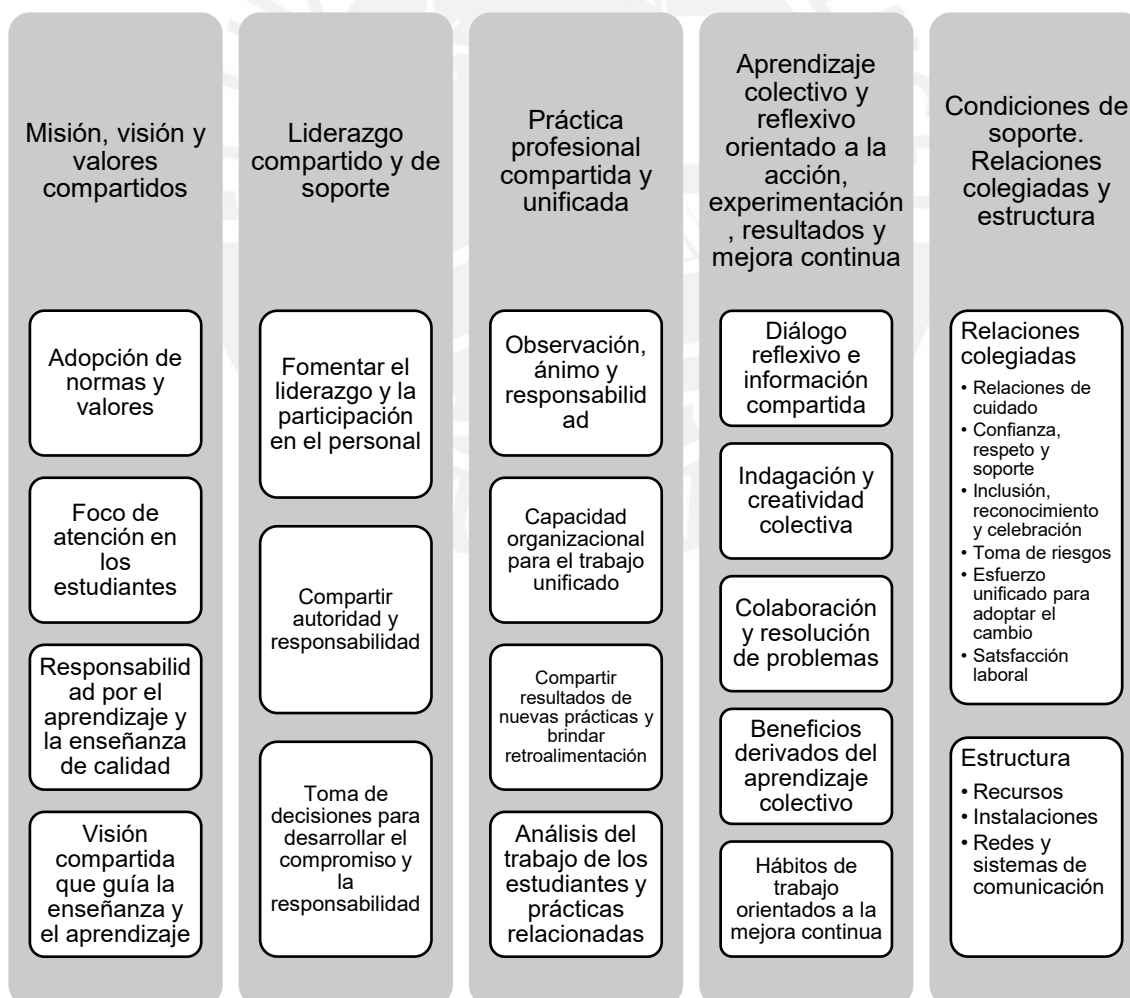 Misión, visión y
valores
compartidos
Adopción de
normas y
valores
Foco de
atención en
los
estudiantes
Responsabilid
ad por el
aprendizaje y
la enseñanza
de calidad
Visión
compartida
que guía la
enseñanza y
el aprendizaje
Liderazgo
compartido y de
soporte
Fomentar el
liderazgo y la
participación
en el personal
Compartir
autoridad y
responsabilidad
Toma de
decisiones para
desarrollar el
compromiso y
la
responsabilidad
Práctica
profesional
compartida y
unificada
Observación,
ánimo y
responsabilid
ad
Capacidad
organizacional
para el trabajo
unificado
Compartir
resultados de
nuevas prácticas y
brindar
retroalimentación
Análisis del
trabajo de los
estudiantes y
prácticas
relacionadas
Aprendizaje
colectivo y
reflexivo
orientado a la
acción,
experimentación
, resultados y
mejora continua
Diálogo
reflexivo e
información
compartida
Indagación y
creatividad
colectiva
Colaboración
y resolución
de problemas
Beneficios
derivados del
aprendizaje
colectivo
Hábitos de
trabajo
orientados a la
mejora continua
Condiciones de
soporte.
Relaciones
colegiadas y
estructura
Relaciones
colegiadas
• Relaciones de
cuidado
• Confianza,
respeto y
soporte
• Inclusión,
reconocimiento
y celebración
• Toma de riesgos
• Esfuerzo
unificado para
adoptar el
cambio
• Satisfacción
laboral
Estructura
• Recursos
• Instalaciones
• Redes y
sistemas de
comunicación